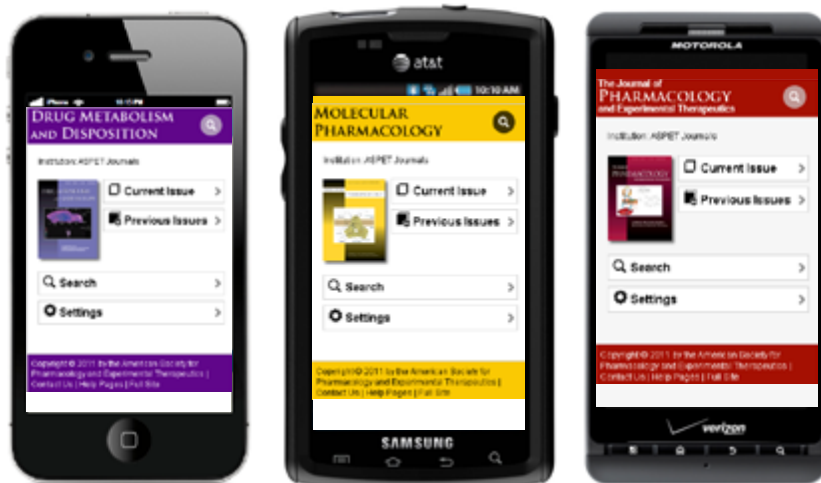 DRUG METABOLISM
AND DISPOSITION
Institution: ASPET Journals
Current Issue
Previous Issues
Search
Settings
Copyright © 2011 by the American Society for
Pharmacology and Experimental Therapeutics |
Contact Us | Help Pages | Full Site
at&t
10:10 AM
MOLECULAR
PHARMACOLOGY
Institution: ASPET Journals
Current Issue
Previous Issues
Search
Settings
Copyright © 2011 by the American Society for
Pharmacology and Experimental Therapeutics |
Contact Us | Help Pages | Full Site
SAMSUNG
MOTOROLA
The Journal of
PHARMACOLOGY
and Experimental Therapeutics
Institution: ASPET Journals
PHARMACOLOGY
Current Issue
Previous Issues
Search
Settings
Copyright © 2011 by the American Society for
Pharmacology and Experimental Therapeutics |
Contact Us | Help Pages | Full Site
verizon